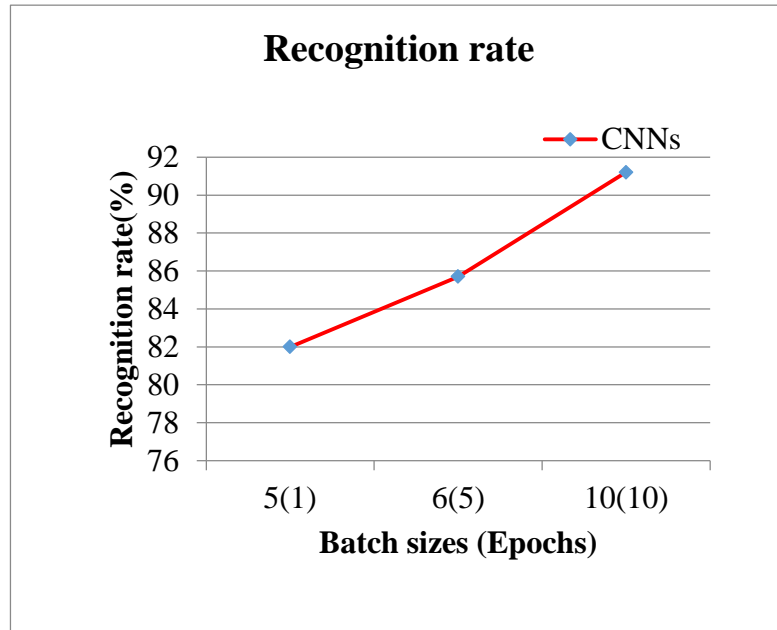 Recognition rate
CNNs
Recognition rate(%)
92
90
88
86
84
82
80
78
76
5(1) 6(5) 10(10)
Batch sizes (Epochs)